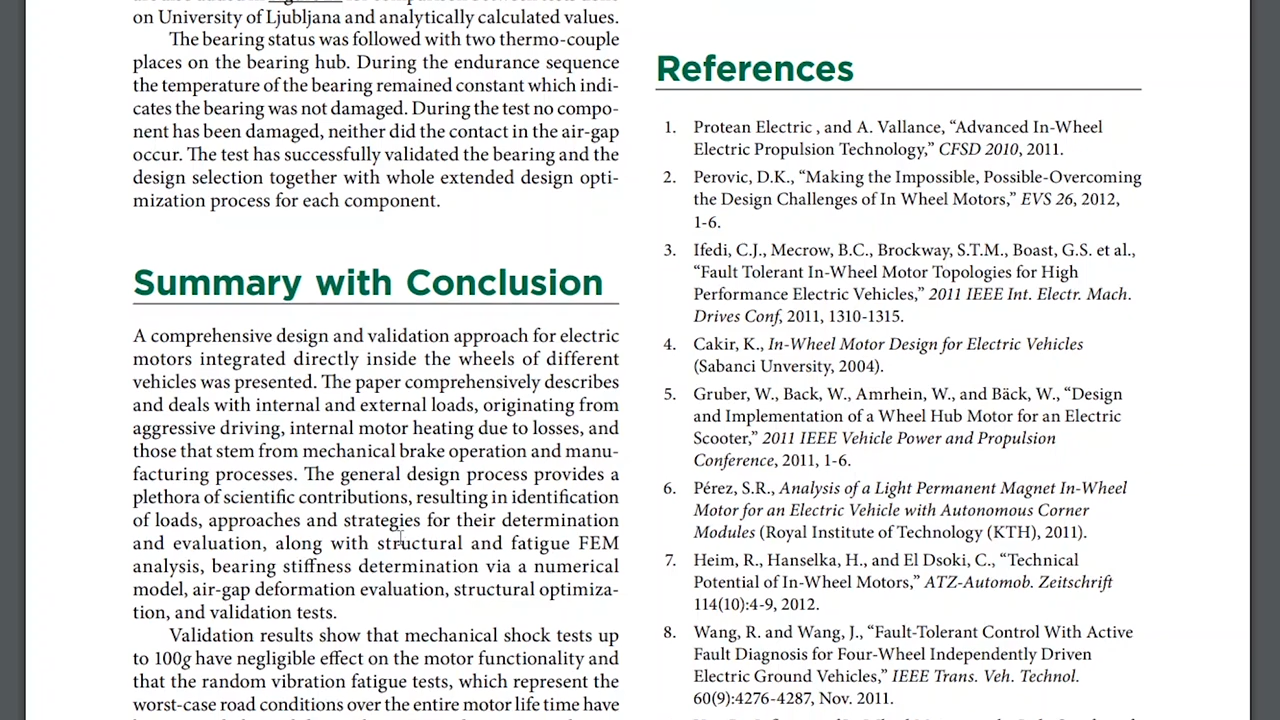 on University of Ljubljana and analytically calculated values.
The bearing status was followed with two thermo-couple
places on the bearing hub. During the endurance sequence
the temperature of the bearing remained constant which indi-
cates the bearing was not damaged. During the test no compo-
nent has been damaged, neither did the contact in the air-gap
occur. The test has successfully validated the bearing and the
design selection together with whole extended design opti-
mization process for each component.
Summary with Conclusion
A comprehensive design and validation approach for electric
motors integrated directly inside the wheels of different
vehicles was presented. The paper comprehensively describes
and deals with internal and external loads, originating from
aggressive driving, internal motor heating due to losses, and
those that stem from mechanical brake operation and manu-
facturing processes. The general design process provides a
plethora of scientific contributions, resulting in identification
of loads, approaches and strategies for their determination
and evaluation, along with structural and fatigue FEM
analysis, bearing stiffness determination via a numerical
model, air-gap deformation evaluation, structural optimiza-
tion, and validation tests.
Validation results show that mechanical shock tests up
to 100g have negligible effect on the motor functionality and
that the random vibration fatigue tests, which represent the
worst-case road conditions over the entire motor life time have
References
1. Protean Electric , and A. Vallance, “Advanced In-Wheel
Electric Propulsion Technology,” CFSD 2010, 2011.
2. Perovic, D.K., “Making the Impossible, Possible-Overcoming
the Design Challenges of In Wheel Motors,” EVS 26, 2012,
1-6.
3. Ifedi, C.J., Mecrow, B.C., Brockway, S.T.M., Boast, G.S. et al.,
“Fault Tolerant In-Wheel Motor Topologies for High
Performance Electric Vehicles,” 2011 IEEE Int. Electr. Mach.
Drives Conf, 2011, 1310-1315.
4. Cakir, K., In-Wheel Motor Design for Electric Vehicles
(Sabanci Unversity, 2004).
5. Gruber, W., Back, W., Amrhein, W., and Bäck, W., “Design
and Implementation of a Wheel Hub Motor for an Electric
Scooter,” 2011 IEEE Vehicle Power and Propulsion
Conference, 2011, 1-6.
6. Pérez, S.R., Analysis of a Light Permanent Magnet In-Wheel
Motor for an Electric Vehicle with Autonomous Corner
Modules (Royal Institute of Technology (KTH), 2011).
7. Heim, R., Hanselka, H., and El Dsoki, C., “Technical
Potential of In-Wheel Motors,” ATZ-Automob. Zeitschrift
114(10):4-9, 2012.
8. Wang, R. and Wang, J., “Fault-Tolerant Control With Active
Fault Diagnosis for Four-Wheel Independently Driven
Electric Ground Vehicles,” IEEE Trans. Veh. Technol.
60(9):4276-4287, Nov. 2011.